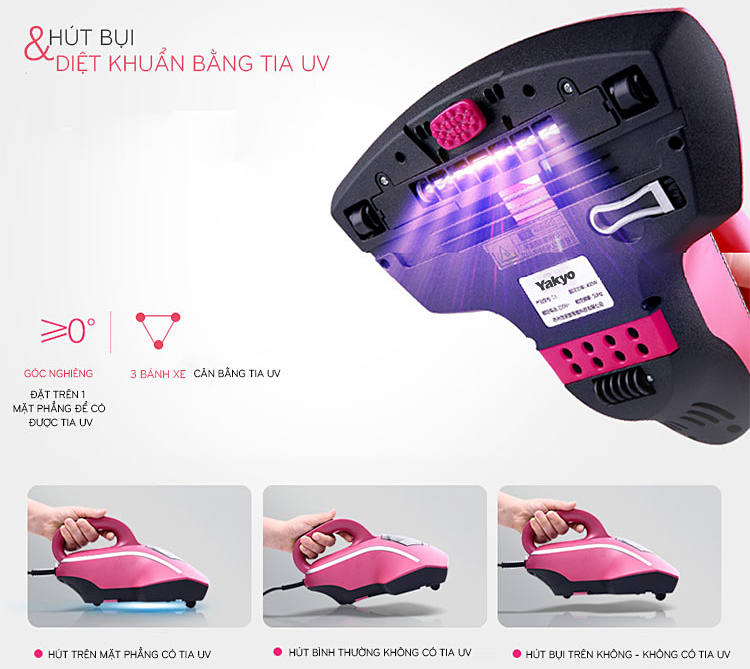 & HÚT BỤI
DIỆT KHUẨN BẰNG TIA UV
Yakyo
≥0°
GÓC NGHIÊNG
ĐẶT TRÊN 1
MẶT PHẲNG ĐỂ CÓ
ĐƯỢC TIA UV
3 BÁNH XE CÂN BẰNG TIA UV
HÚT TRÊN MẶT PHẲNG CÓ TIA UV
HÚT BÌNH THƯỜNG KHÔNG CÓ TIA UV
HÚT BỤI TRÊN KHÔNG - KHÔNG CÓ TIA UV